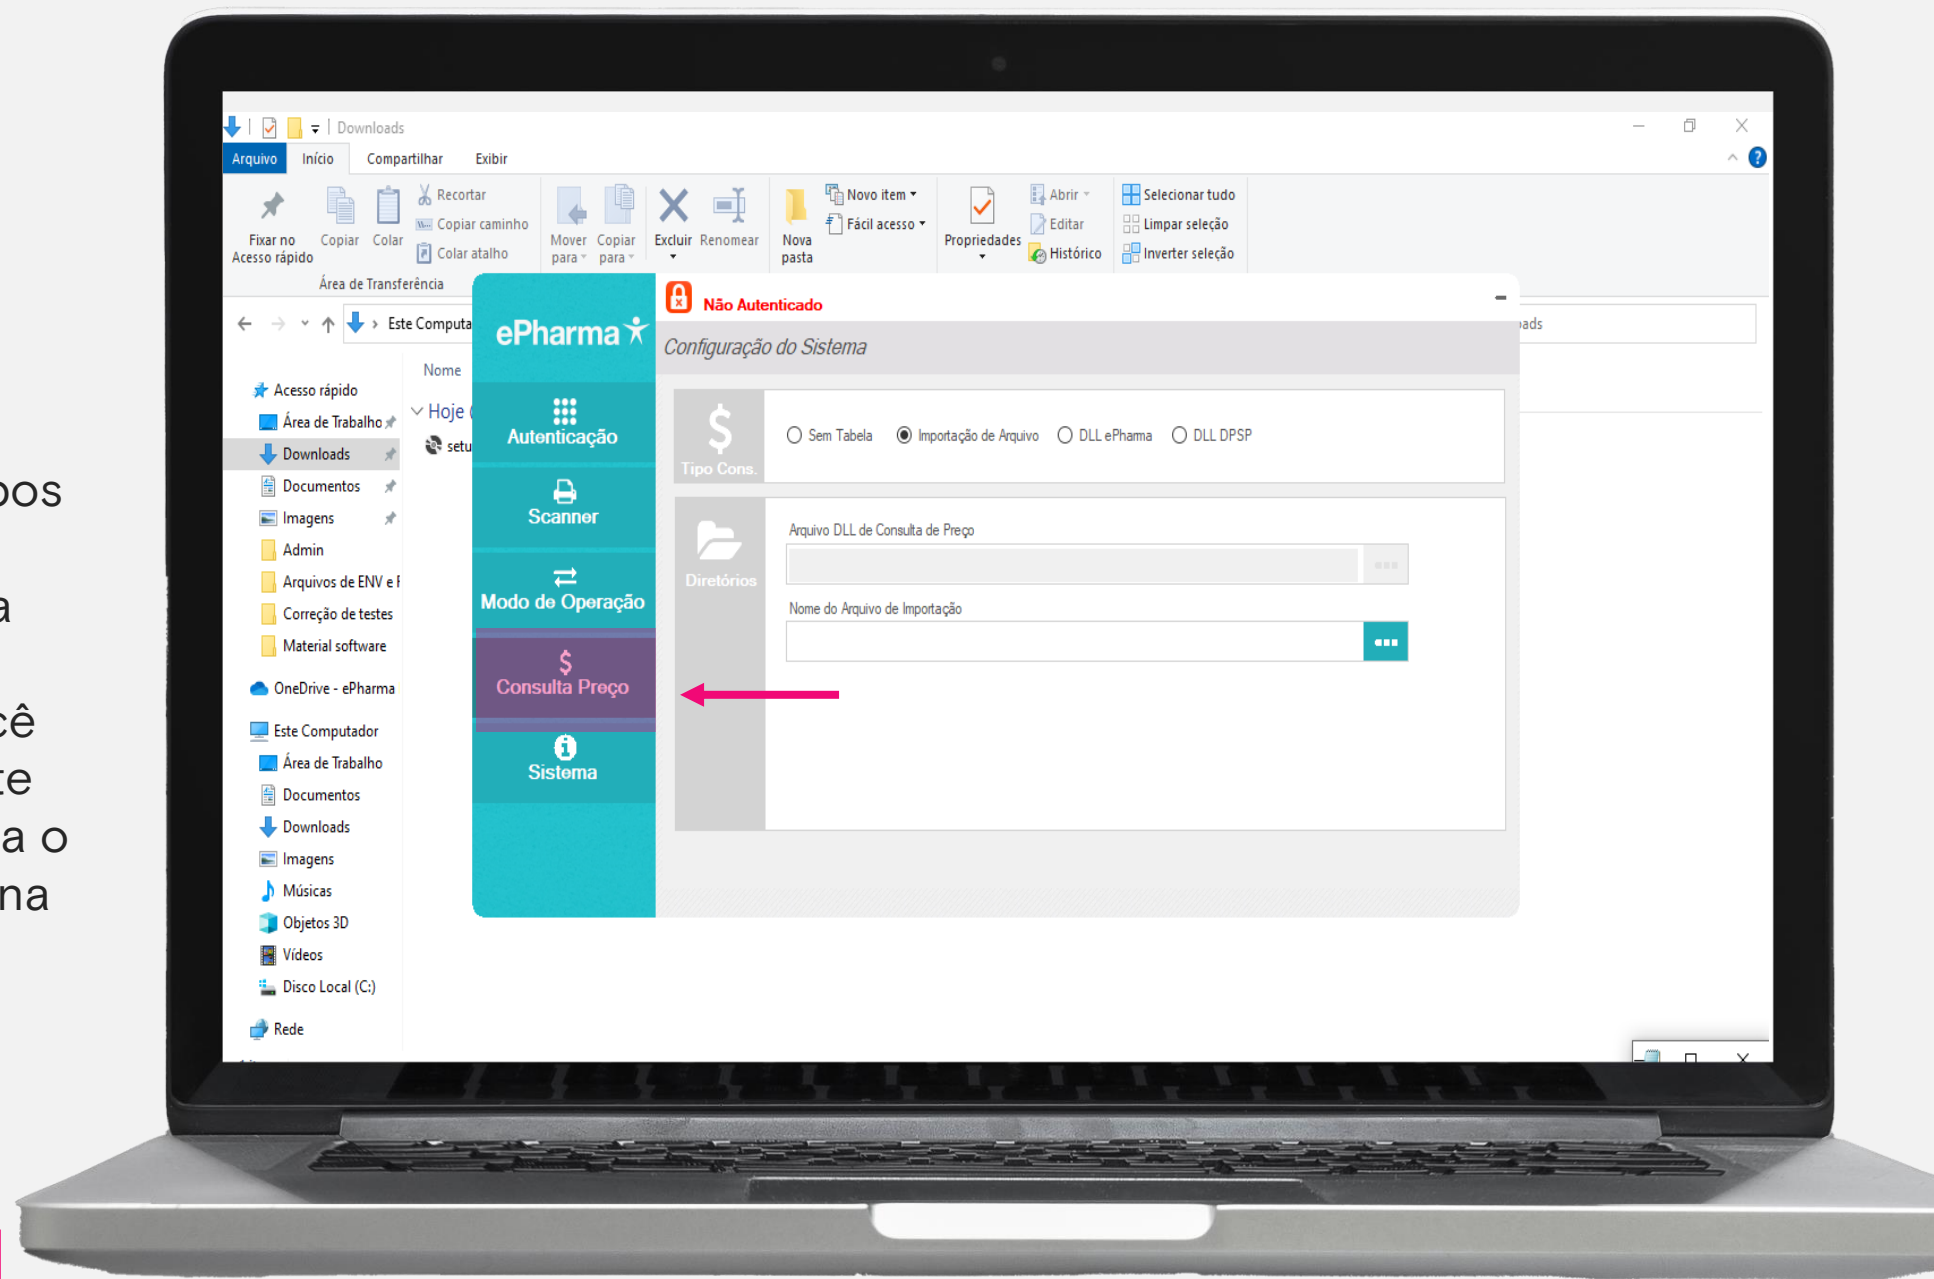 Downloads
Arquivo Início Compartilhar Exibir
Fixar no Acesso rápido
Copiar
Colar
Recortar
Copiar caminho
Colar atalho
Mover para
Copiar para
Excluir
Renomear
Nova pasta
Novo item
Fácil acesso
Propriedades
Abrir
Editar
Histórico
Selecionar tudo
Limpar seleção
Inverter seleção
Área de Transferência
Este Computa
Nome
Hoje
setu
Acesso rápido
Área de Trabalho
Downloads
Documentos
Imagens
Admin
Arquivos de ENV e
Correção de testes
Material software
OneDrive - ePharma
Este Computador
Área de Trabalho
Documentos
Downloads
Imagens
Músicas
Objetos 3D
Vídeos
Disco Local (C:)
Rede
ePharma
Autenticação
Scanner
Modo de Operação
$
Consulta Preço
Sistema
Não Autenticado
Configuração do Sistema
$
Tipo Cons.
Sem Tabela Importação de Arquivo DLL ePharma DLL DPSP
Diretórios
Arquivo DLL de Consulta de Preço
Nome do Arquivo de Importação
ads
pos
a
cê
te
a o
na